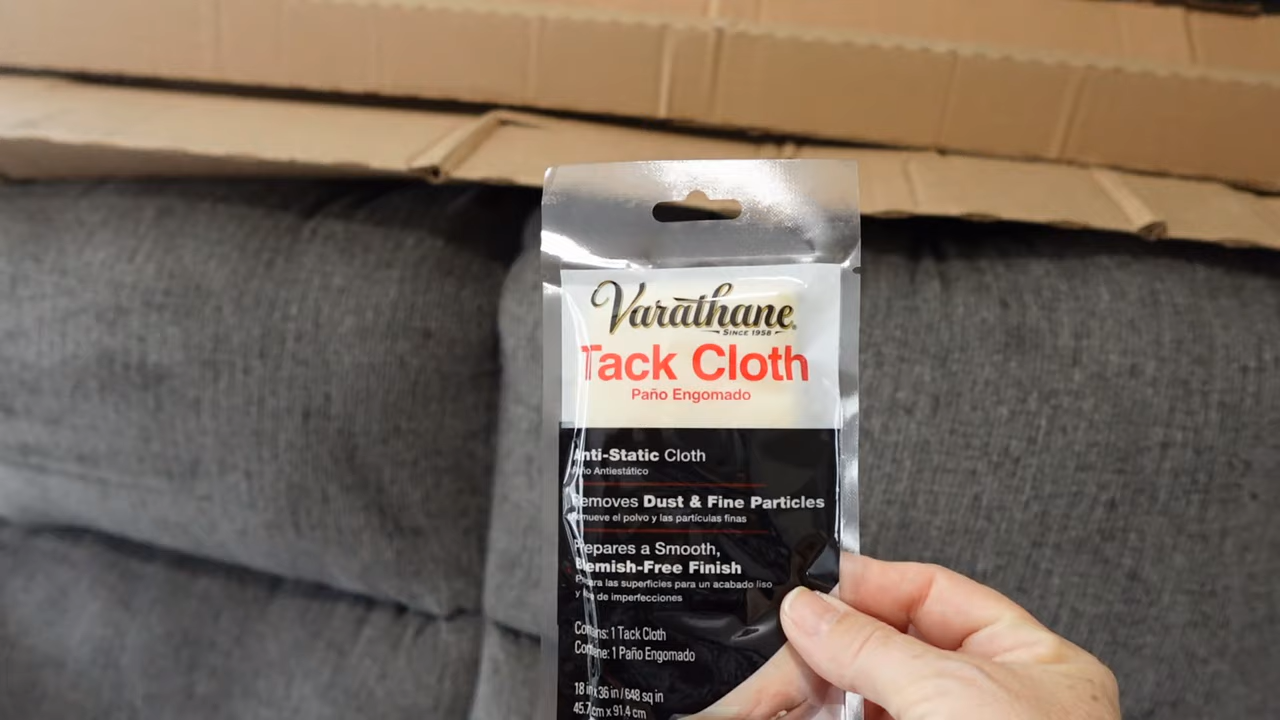 Varathane
SINCE 1958
Tack Cloth
Paño Engomado
Anti-Static Cloth
Paño Antiestático
Removes Dust & Fine Particles
Remueve el polvo y las partículas finas
Prepares a Smooth,
Blemish-Free Finish
Prepara las superficies para un acabado liso
y libre de imperfecciones
Contains: 1 Tack Cloth
Contiene: 1 Paño Engomado
18 in x 36 in / 648 sq in
45.7 cm x 91.4 cm